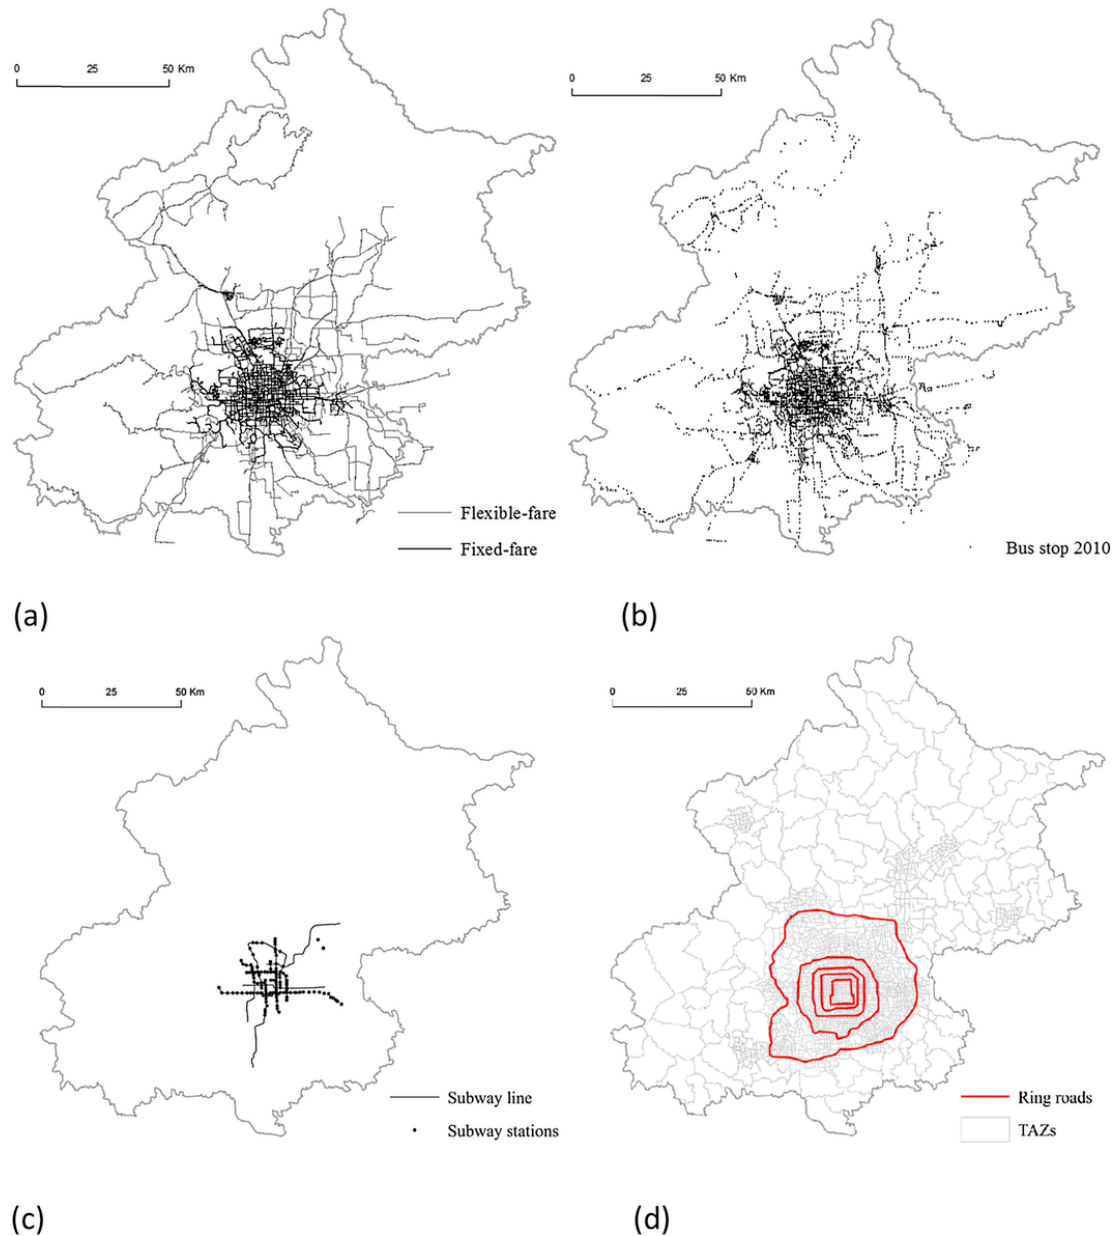 0 25 50 Km
0 25 50 Km
Flexible-fare
Fixed-fare
Bus stop 2010
(a)
(b)
0 25 50 Km
0 25 50 Km
Subway line
Subway stations
Ring roads
TAZs
(c)
(d)